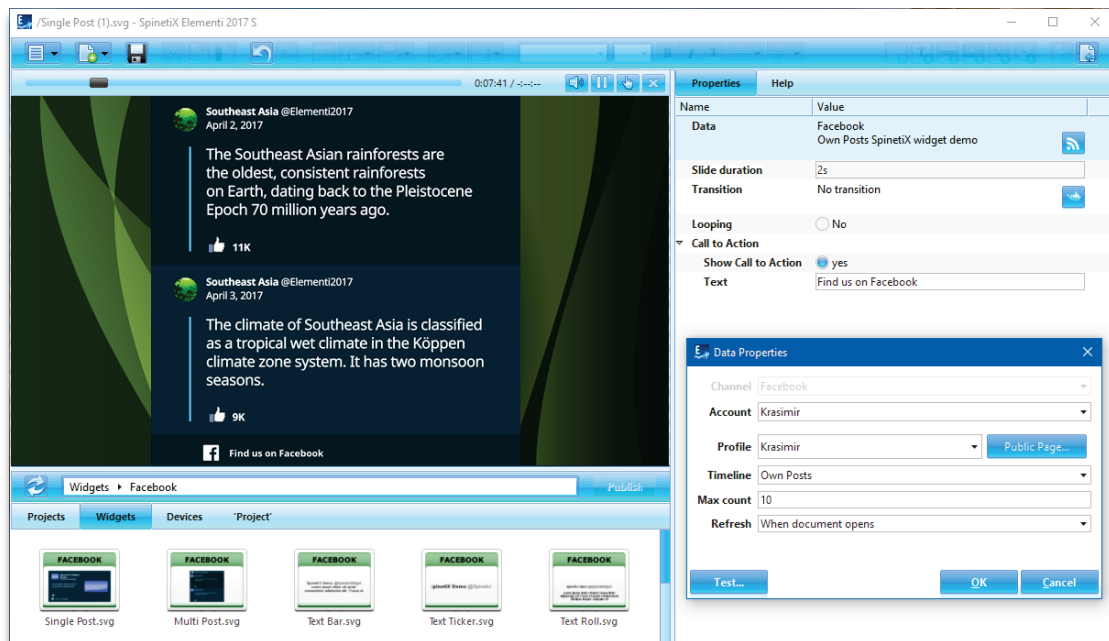 /Single Post (1).svg - SpinetiX Elementi 2017 S
B I T
0:07:41 / -:--:--
Southeast Asia @Elementi2017
April 2, 2017
The Southeast Asian rainforests are
the oldest, consistent rainforests
on Earth, dating back to the Pleistocene
Epoch 70 million years ago.
11K
Southeast Asia @Elementi2017
April 3, 2017
The climate of Southeast Asia is classified
as a tropical wet climate in the Köppen
climate zone system. It has two monsoon
seasons.
9K
Find us on Facebook
Widgets Facebook
Publish
Projects Widgets Devices 'Project'
FACEBOOK FACEBOOK FACEBOOK FACEBOOK FACEBOOK
Single Post.svg Multi Post.svg Text Bar.svg Text Ticker.svg Text Roll.svg
Properties Help
Name Value
Data Facebook
Own Posts SpinetiX widget demo
Slide duration 2s
Transition No transition
Looping No
Call to Action
Show Call to Action yes
Text Find us on Facebook
Data Properties
Channel Facebook
Account Krasimir
Profile Krasimir Public Page...
Timeline Own Posts
Max count 10
Refresh When document opens
Test... OK Cancel